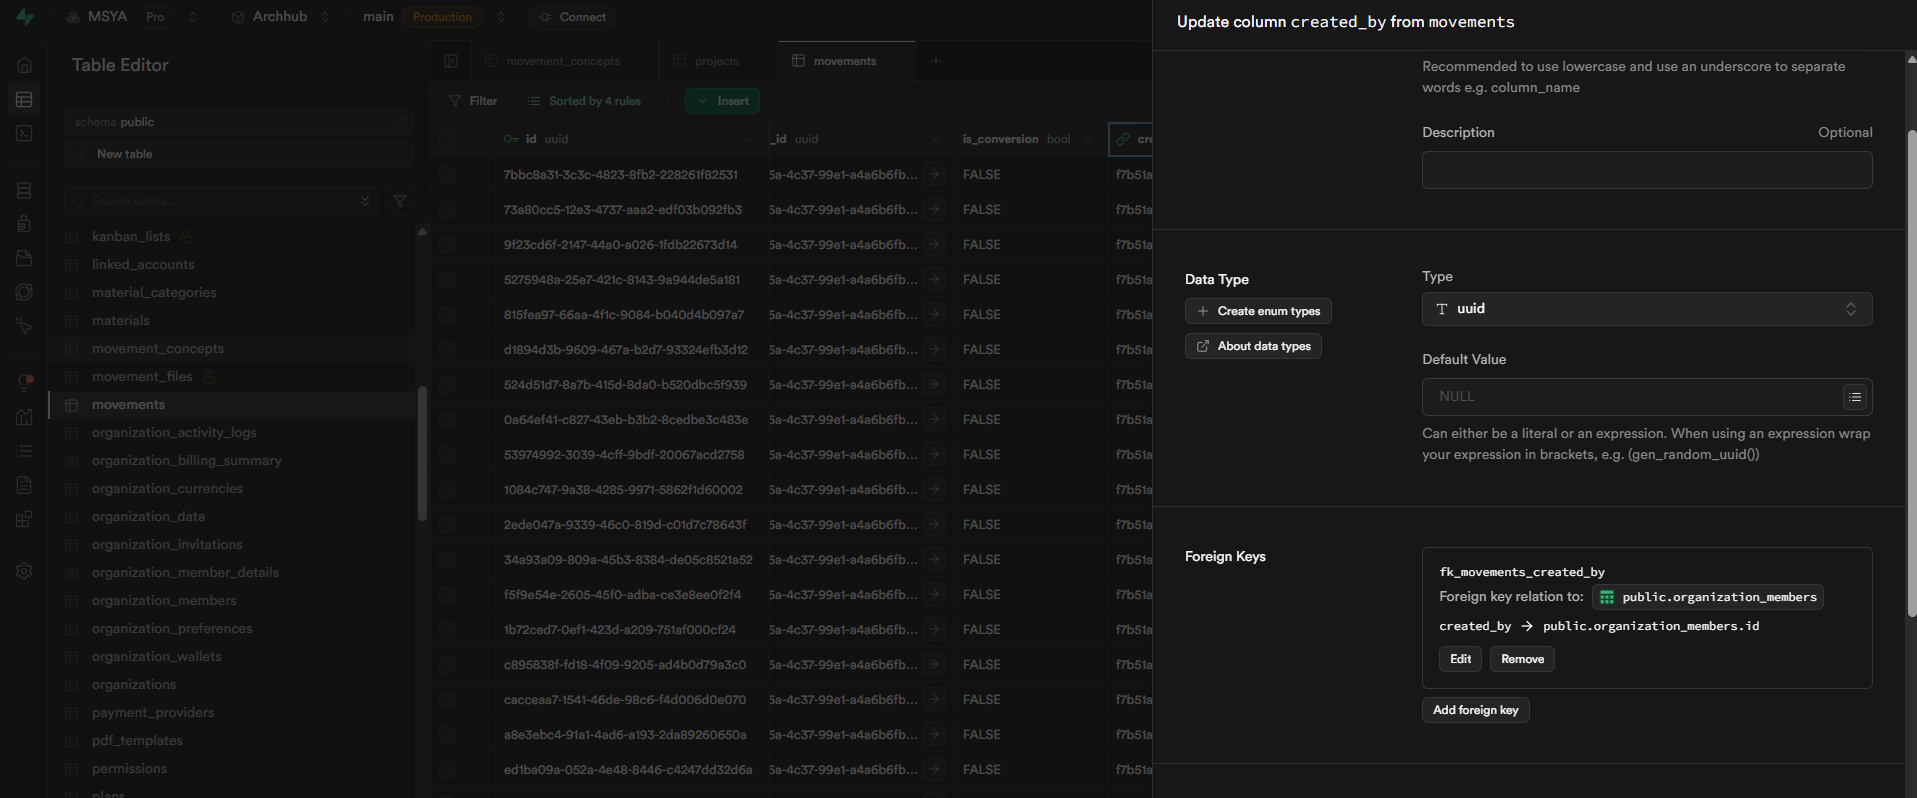 MSYA Pro / Archhub / main Production Connect
Table Editor
schema public
New table
Search tables...
kanban_lists
linked_accounts
material_categories
materials
movement_concepts
movement_files
movements
organization_activity_logs
organization_billing_summary
organization_currencies
organization_data
organization_invitations
organization_member_details
organization_members
organization_preferences
organization_wallets
organizations
payment_providers
pdf_templates
permissions
plans
movement_concepts projects movements
Filter Sorted by 4 rules Insert
id uuid _id uuid is_conversion bool cre
7bbc8a31-3c3c-4823-8fb2-228261f82531 5a-4c37-99e1-a4a6b6fb... FALSE f7b51a
73a80cc5-12e3-4737-aaa2-edf03b092fb3 5a-4c37-99e1-a4a6b6fb... FALSE f7b51a
9f23cd6f-2147-44a0-a026-1fdb22673d14 5a-4c37-99e1-a4a6b6fb... FALSE f7b51a
5275948a-25e7-421c-8143-9a944de5a181 5a-4c37-99e1-a4a6b6fb... FALSE f7b51a
815fea97-66aa-4f1c-9084-b040d4b097a7 5a-4c37-99e1-a4a6b6fb... FALSE f7b51a
d1894d3b-9609-467a-b2d7-93324efb3d12 5a-4c37-99e1-a4a6b6fb... FALSE f7b51a
524d51d7-8a7b-415d-8da0-b520dbc5f939 5a-4c37-99e1-a4a6b6fb... FALSE f7b51a
0a64ef41-c827-43eb-b3b2-8cedbe3c483e 5a-4c37-99e1-a4a6b6fb... FALSE f7b51a
53974992-3039-4cff-9bdf-20067acd2758 5a-4c37-99e1-a4a6b6fb... FALSE f7b51a
1084c747-9a38-4285-9971-5862f1d60002 5a-4c37-99e1-a4a6b6fb... FALSE f7b51a
2ede047a-9339-46c0-819d-c01d7c78643f 5a-4c37-99e1-a4a6b6fb... FALSE f7b51a
34a93a09-809a-45b3-8384-de05c8521a52 5a-4c37-99e1-a4a6b6fb... FALSE f7b51a
f5f9e54e-2605-45f0-adba-ce3e8ee0f2f4 5a-4c37-99e1-a4a6b6fb... FALSE f7b51a
1b72ced7-0ef1-423d-a209-751af000cf24 5a-4c37-99e1-a4a6b6fb... FALSE f7b51a
c895838f-fd18-4f09-9205-ad4b0d79a3c0 5a-4c37-99e1-a4a6b6fb... FALSE f7b51a
cacceaa7-1541-46de-98c6-f4d006d0e070 5a-4c37-99e1-a4a6b6fb... FALSE f7b51a
a8e3ebc4-91a1-4ad6-a193-2da89260650a 5a-4c37-99e1-a4a6b6fb... FALSE f7b51a
ed1ba09a-052a-4e48-8446-c4247dd32d6a 5a-4c37-99e1-a4a6b6fb... FALSE f7b51a
Update column created_by from movements
Recommended to use lowercase and use an underscore to separate
words e.g. column_name
Description Optional
Data Type
Create enum types
About data types
Type
uuid
Default Value
NULL
Can either be a literal or an expression. When using an expression wrap
your expression in brackets, e.g. (gen_random_uuid())
Foreign Keys
fk_movements_created_by
Foreign key relation to: public.organization_members
created_by → public.organization_members.id
Edit Remove
Add foreign key